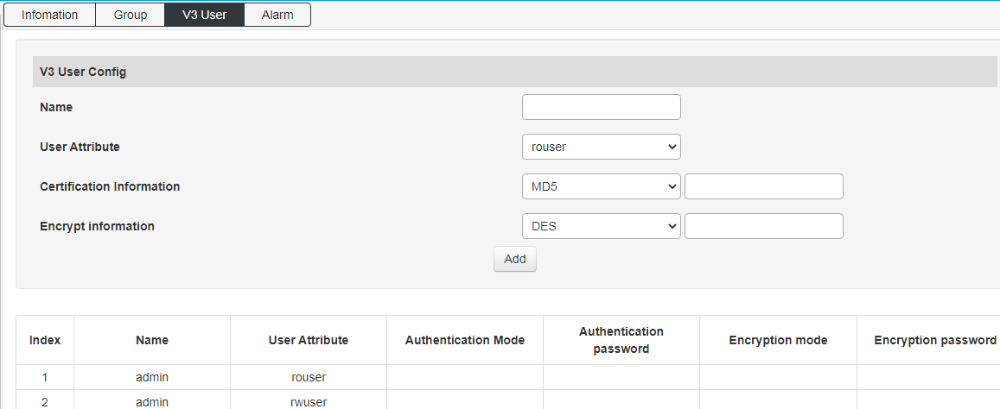 Infomation Group V3 User Alarm
V3 User Config
Name
User Attribute rouser
Certification Information MD5
Encrypt information DES
Add
Index Name User Attribute Authentication Mode Authentication password Encryption mode Encryption password
1 admin rouser
2 admin rwuser